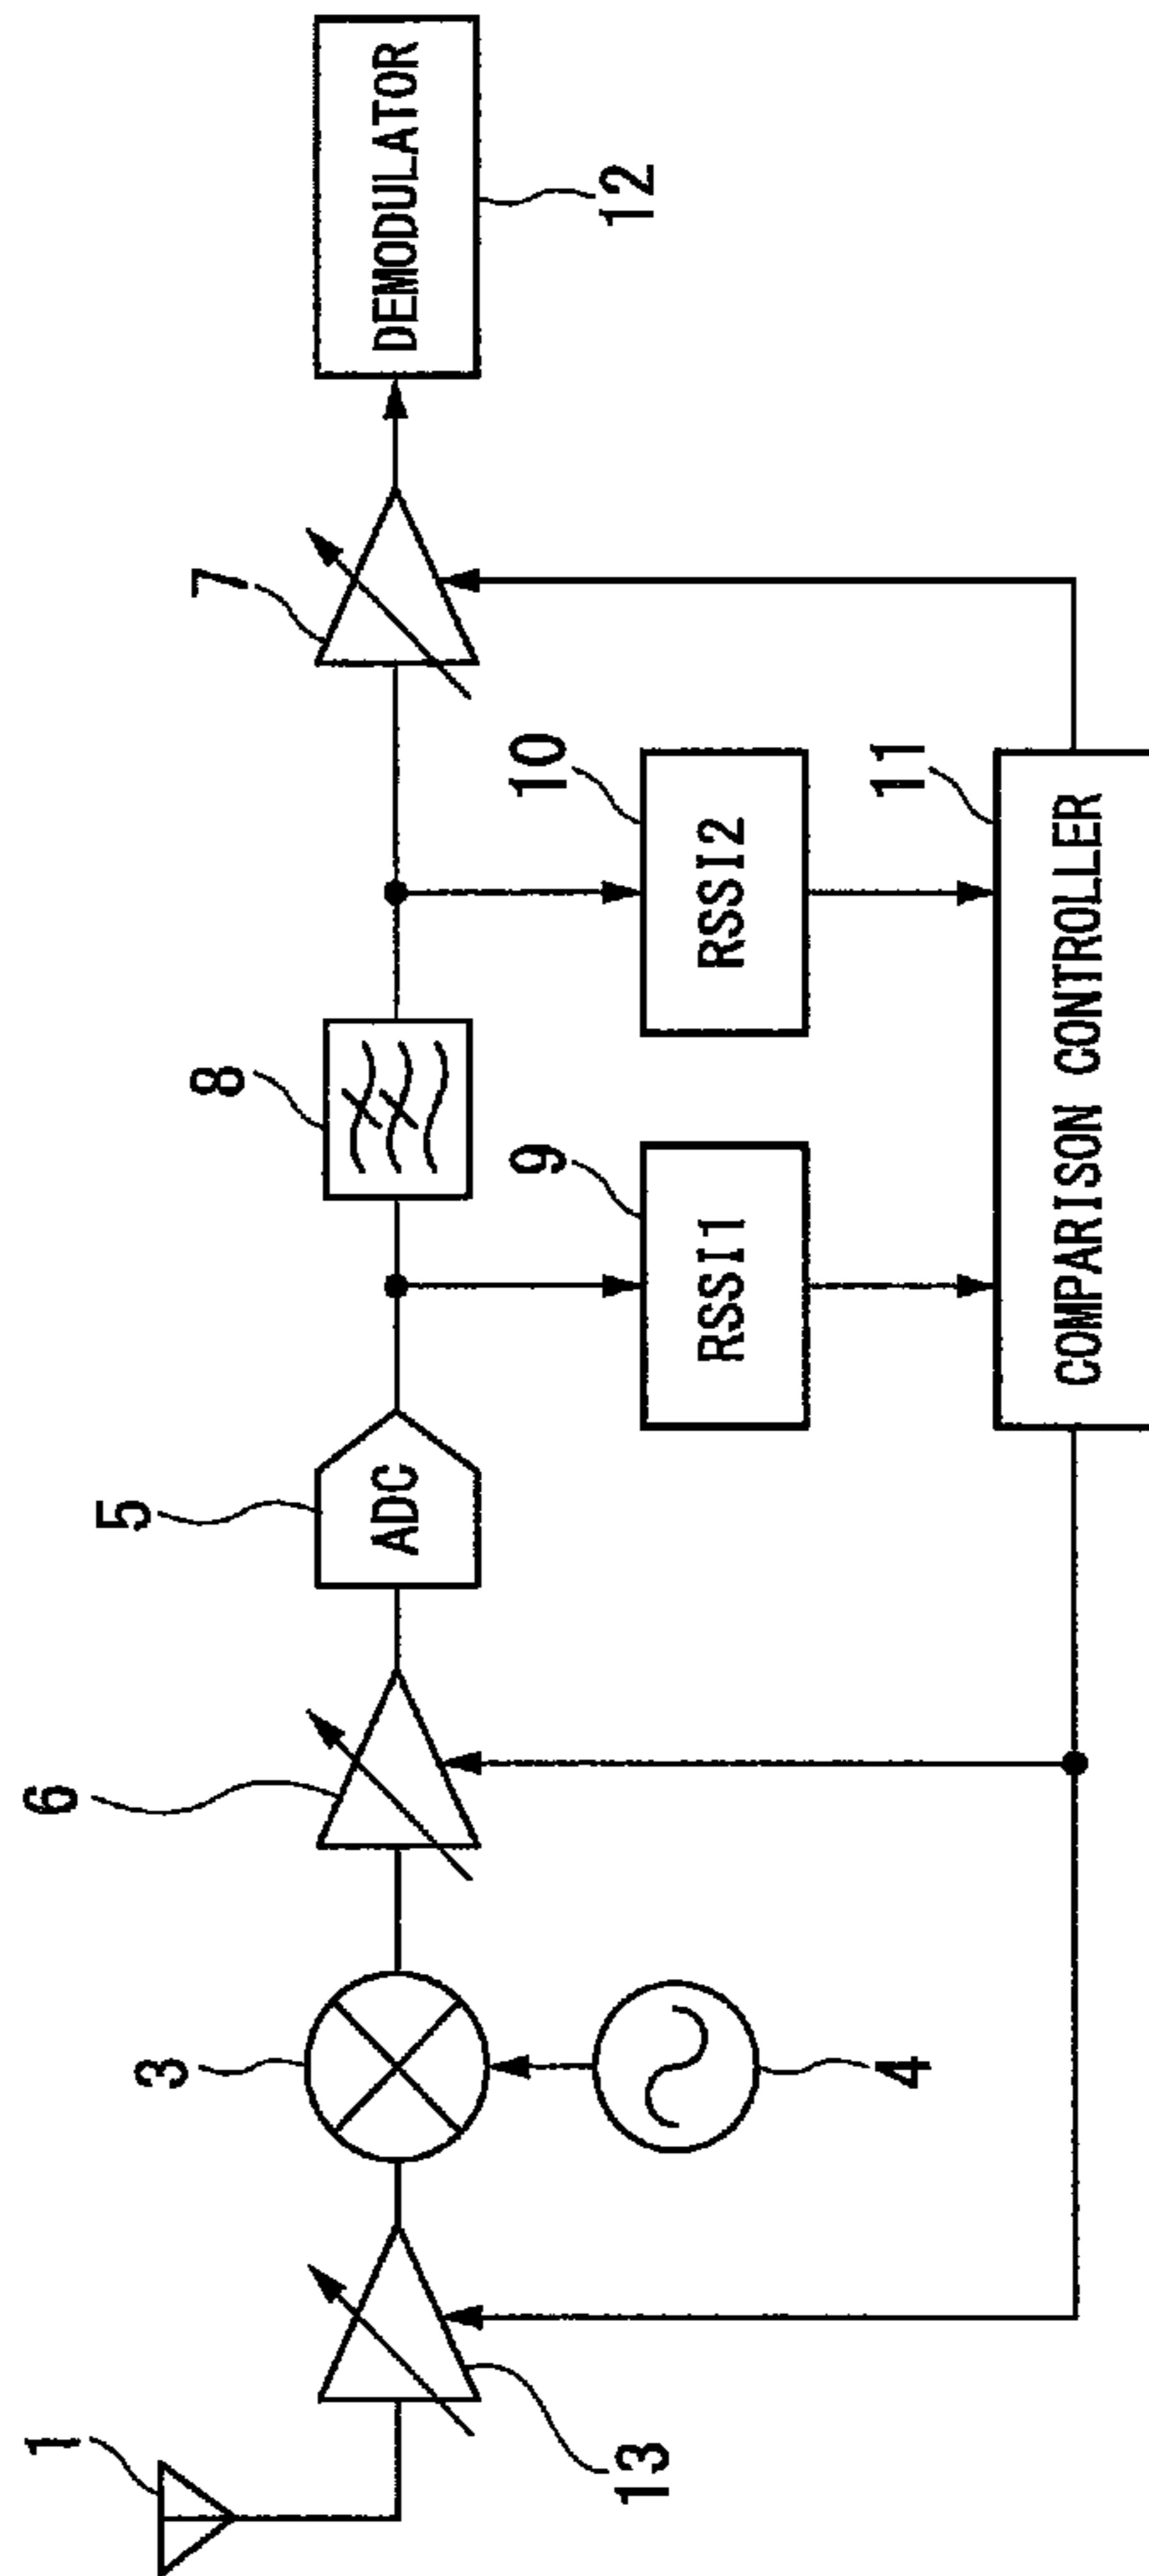 1
13
3
4
6
5
ADC
8
9
RSSI1
10
RSSI2
11
COMPARISON CONTROLLER
7
DEMODULATOR
12